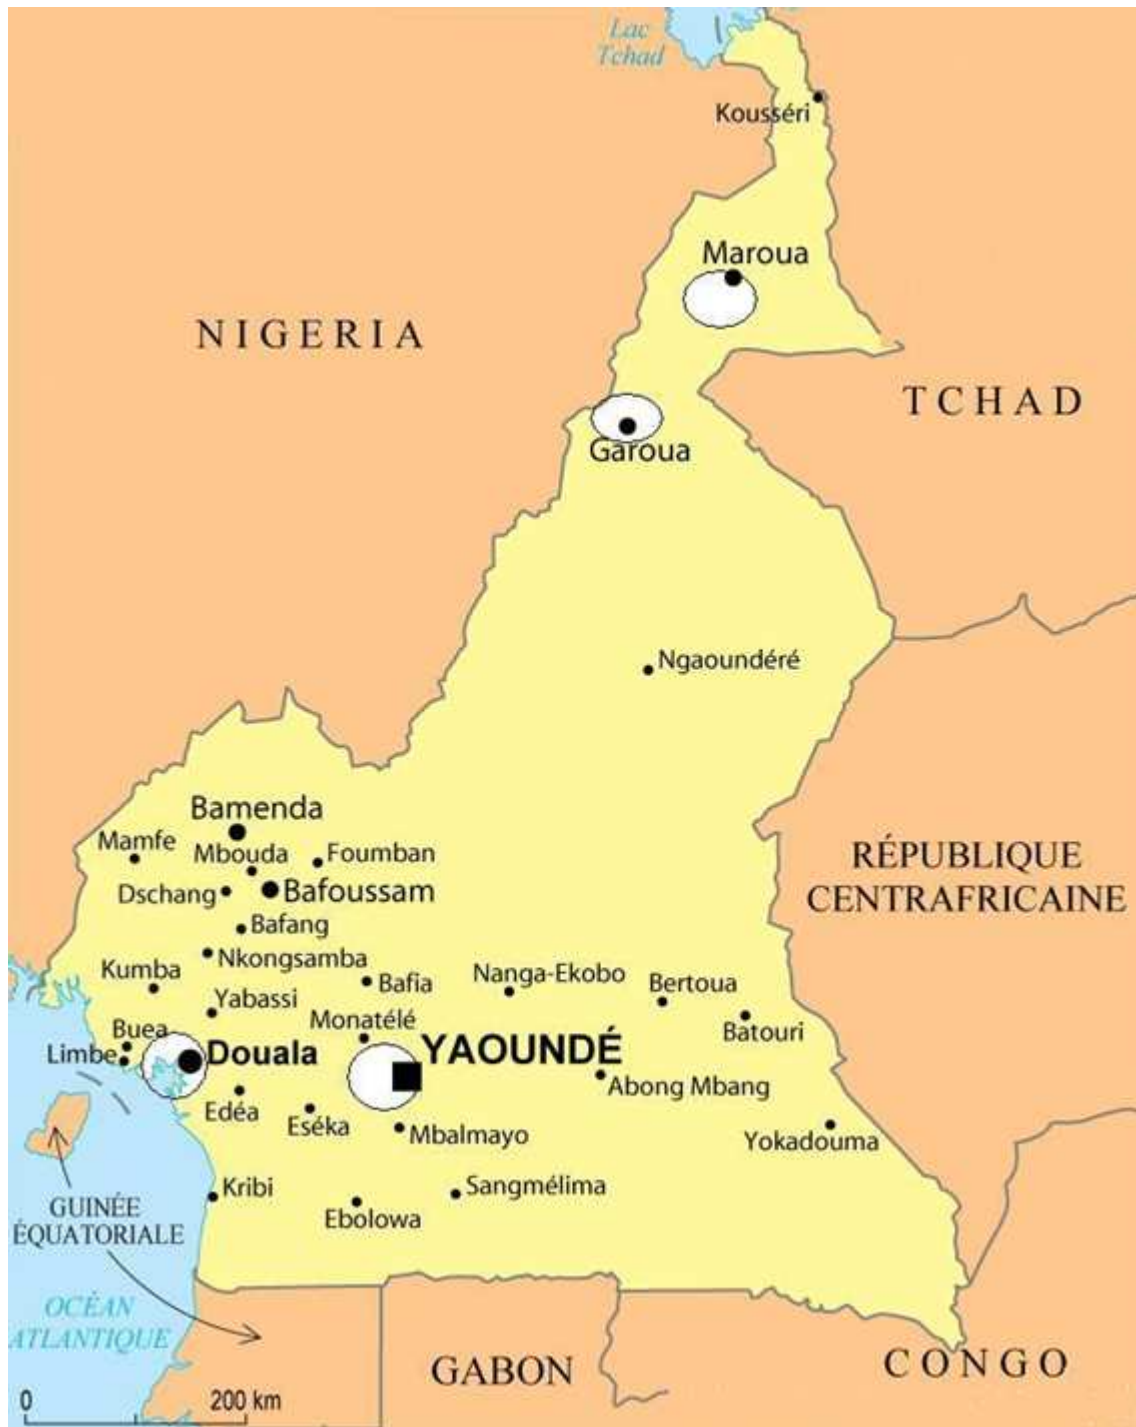 Lac
Tchad
Kousséri
Maroua
NIGERIA
TCHAD
Garoua
Ngaoundéré
Bamenda
Mamfe
Mbouda
Foumban
Dschang
Bafoussam
RÉPUBLIQUE
CENTRAFRICAINE
Bafang
Nkongsamba
Kumba
Bafia
Nanga-Ekobo
Bertoua
Yabassi
Monatélé
Batouri
Buea
Limbe
Douala
YAOUNDÉ
Abong Mbang
Edéa
Eséka
Mbalmayo
Yokadouma
Kribi
Sangmélima
Ebolowa
GUINÉE
ÉQUATORIALE
OCÉAN
ATLANTIQUE
GABON
CONGO
0 200 km